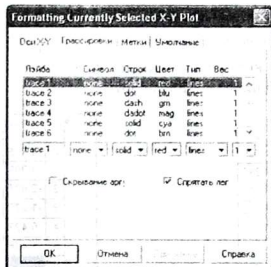 Formatting Currently Selected X-Y Plot
Оси X-Y Трассировки Метки Умолчание
Символ Строк Цвет Тип Вес
trace 1 none solid red lines 1
trace 2 none dot blu lines 1
trace 3 none dash grn lines 1
trace 4 none dadot mag lines 1
trace 5 none solid cya lines 1
trace 6 none dot brn lines 1
trace 1 none solid red lines 1
Скрывание арг Спрятать лег
OK Отмена Справка